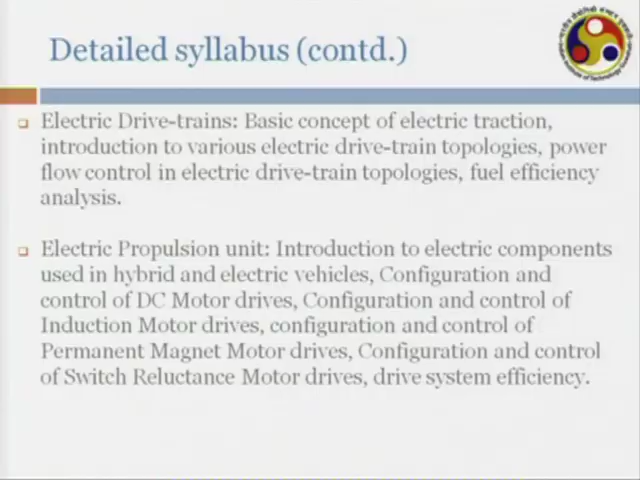 Detailed syllabus (contd.)
Electric Drive-trains: Basic concept of electric traction,
introduction to various electric drive-train topologies, power
flow control in electric drive-train topologies, fuel efficiency
analysis.
Electric Propulsion unit: Introduction to electric components
used in hybrid and electric vehicles, Configuration and
control of DC Motor drives, Configuration and control of
Induction Motor drives, configuration and control of
Permanent Magnet Motor drives, Configuration and control
of Switch Reluctance Motor drives, drive system efficiency.